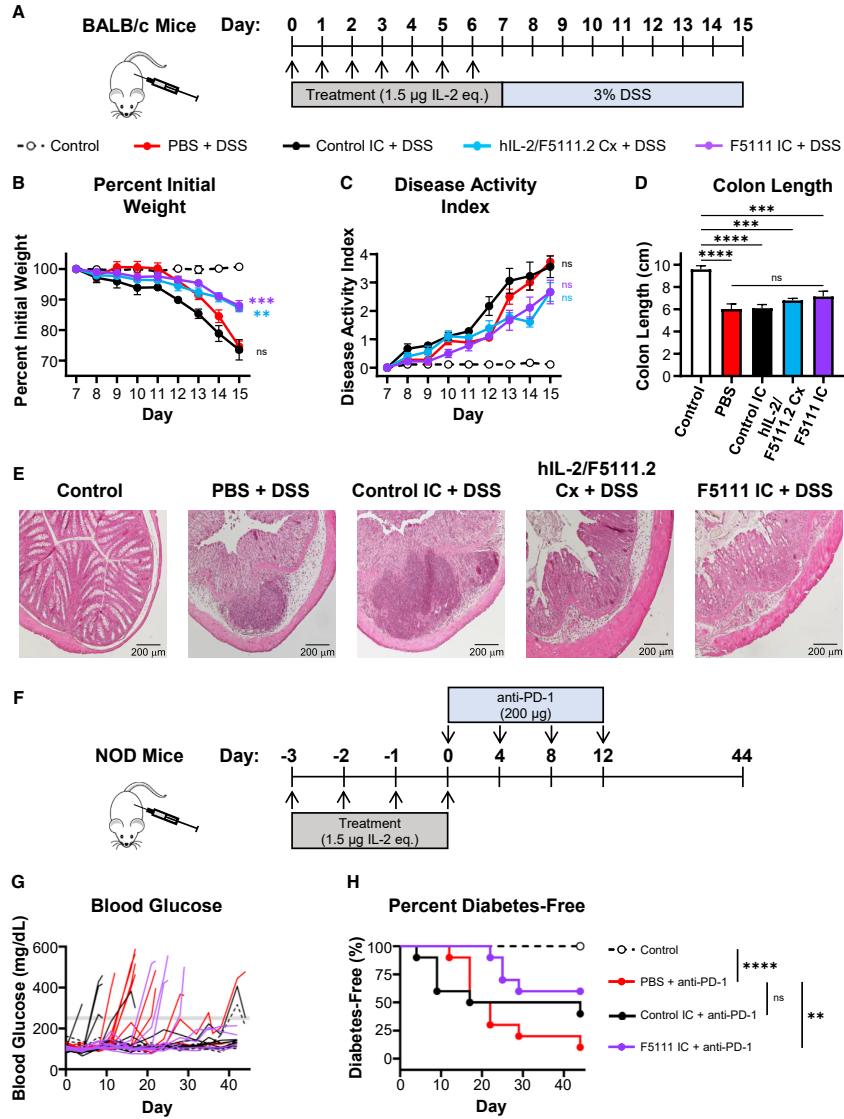 A
BALB/c Mice
Day: 0 1 2 3 4 5 6 7 8 9 10 11 12 13 14 15
Treatment (1.5 µg IL-2 eq.)
3% DSS
Control
PBS + DSS
Control IC + DSS
hIL-2/F5111.2 Cx + DSS
F5111 IC + DSS
B
Percent Initial
Weight
Percent Initial Weight
100
90
80
70
***
**
ns
7 8 9 10 11 12 13 14 15
Day
C
Disease Activity
Index
Disease Activity Index
4
3
2
1
0
ns
ns
ns
7 8 9 10 11 12 13 14 15
Day
D
Colon Length
***
***
****
****
ns
Colon Length (cm)
10
8
6
4
2
0
Control
PBS
Control IC
hIL-2/
F5111.2 Cx
F5111 IC
E
Control
PBS + DSS
Control IC + DSS
hIL-2/F5111.2
Cx + DSS
F5111 IC + DSS
200 µm
200 µm
200 µm
200 µm
200 µm
F
anti-PD-1
(200 µg)
NOD Mice
Day: -3 -2 -1 0 4 8 12 44
Treatment
(1.5 µg IL-2 eq.)
G
Blood Glucose
Blood Glucose (mg/dL)
600
400
200
0
0 10 20 30 40
Day
H
Percent Diabetes-Free
Diabetes-Free (%)
100
75
50
25
0
0 20 40
Day
Control
PBS + anti-PD-1
Control IC + anti-PD-1
F5111 IC + anti-PD-1
****
ns
**